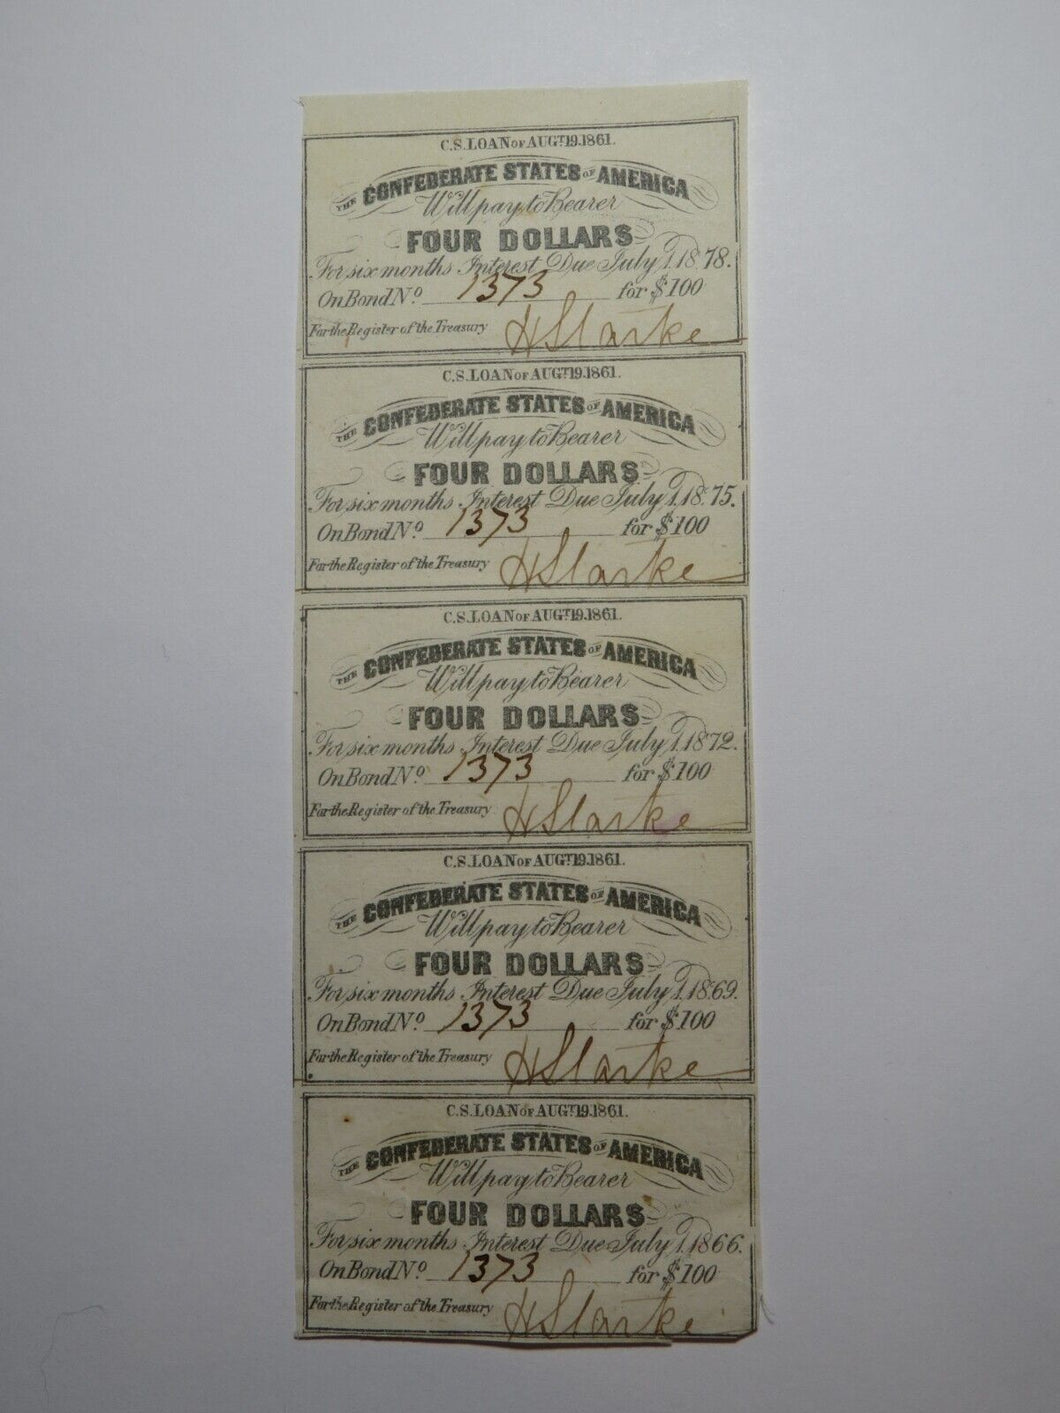 C.S. LOAN OF AUGT. 19. 1861.
THE CONFEDERATE STATES OF AMERICA
Will pay to Bearer
FOUR DOLLARS
For six months Interest Due July 1. 1878.
On Bond No. 1373 for $100
For the Register of the Treasury H Starke
C.S. LOAN OF AUGT. 19. 1861.
THE CONFEDERATE STATES OF AMERICA
Will pay to Bearer
FOUR DOLLARS
For six months Interest Due July 1. 1875.
On Bond No. 1373 for $100
For the Register of the Treasury H Starke
C.S. LOAN OF AUGT. 19. 1861.
THE CONFEDERATE STATES OF AMERICA
Will pay to Bearer
FOUR DOLLARS
For six months Interest Due July 1. 1872.
On Bond No. 1373 for $100
For the Register of the Treasury H Starke
C.S. LOAN OF AUGT. 19. 1861.
THE CONFEDERATE STATES OF AMERICA
Will pay to Bearer
FOUR DOLLARS
For six months Interest Due July 1. 1869.
On Bond No. 1373 for $100
For the Register of the Treasury H Starke
C.S. LOAN OF AUGT. 19. 1861.
THE CONFEDERATE STATES OF AMERICA
Will pay to Bearer
FOUR DOLLARS
For six months Interest Due July 1. 1866.
On Bond No. 1373 for $100
For the Register of the Treasury H Starke